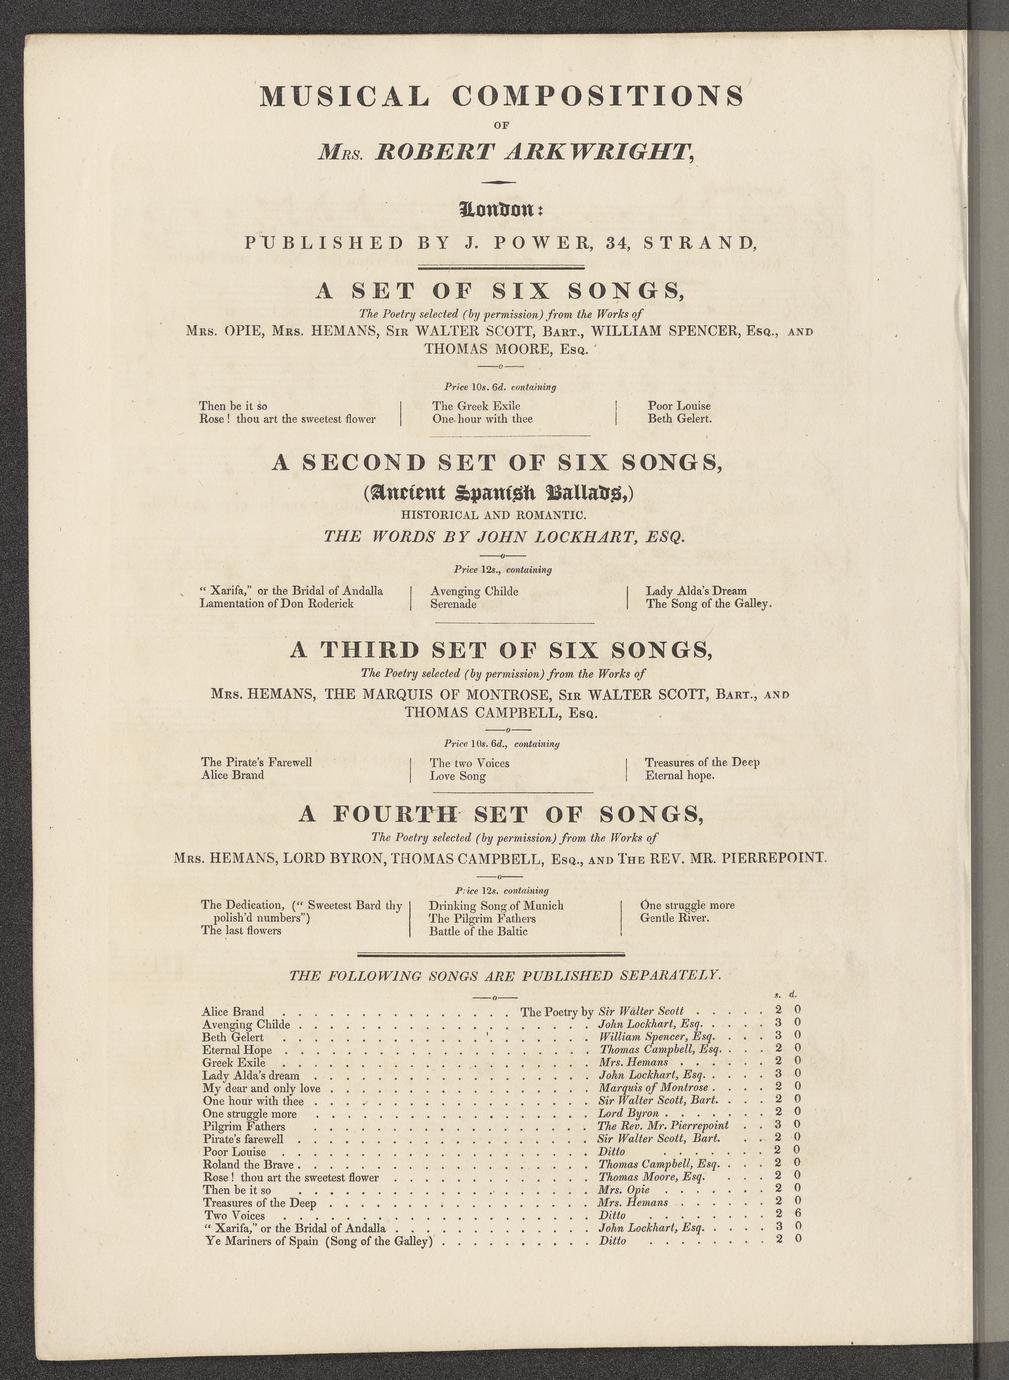 MUSICAL COMPOSITIONS
OF
MRS. ROBERT ARKWRIGHT,
London:
PUBLISHED BY J. POWER, 34, STRAND,
A SET OF SIX SONGS,
The Poetry selected (by permission) from the Works of
MRS. OPIE, MRS. HEMANS, SIR WALTER SCOTT, BART., WILLIAM SPENCER, ESQ., AND
THOMAS MOORE, ESQ.
Price 10s. 6d. containing
Then be it so | The Greek Exile | Poor Louise
Rose! thou art the sweetest flower | One hour with thee | Beth Gelert.
A SECOND SET OF SIX SONGS,
(Ancient Spanish Ballads,)
HISTORICAL AND ROMANTIC.
THE WORDS BY JOHN LOCKHART, ESQ.
Price 12s., containing
"Xarifa," or the Bridal of Andalla | Avenging Childe | Lady Alda's Dream
Lamentation of Don Roderick | Serenade | The Song of the Galley.
A THIRD SET OF SIX SONGS,
The Poetry selected (by permission) from the Works of
MRS. HEMANS, THE MARQUIS OF MONTROSE, SIR WALTER SCOTT, BART., AND
THOMAS CAMPBELL, ESQ.
Price 10s. 6d., containing
The Pirate's Farewell | The two Voices | Treasures of the Deep
Alice Brand | Love Song | Eternal hope.
A FOURTH SET OF SONGS,
The Poetry selected (by permission) from the Works of
MRS. HEMANS, LORD BYRON, THOMAS CAMPBELL, ESQ., AND THE REV. MR. PIERREPOINT.
Price 12s. containing
The Dedication, ("Sweetest Bard thy | Drinking Song of Munich | One struggle more
polish'd numbers") | The Pilgrim Fathers | Gentle River.
The last flowers | Battle of the Baltic
THE FOLLOWING SONGS ARE PUBLISHED SEPARATELY.
s. d.
Alice Brand . . . The Poetry by Sir Walter Scott . . . 2 0
Avenging Childe . . . John Lockhart, Esq. . . . 3 0
Beth Gelert . . . William Spencer, Esq. . . . 3 0
Eternal Hope . . . Thomas Campbell, Esq. . . . 2 0
Greek Exile . . . Mrs. Hemans . . . 2 0
Lady Alda's dream . . . John Lockhart, Esq. . . . 3 0
My dear and only love . . . Marquis of Montrose . . . 2 0
One hour with thee . . . Sir Walter Scott, Bart. . . . 2 0
One struggle more . . . Lord Byron . . . 2 0
Pilgrim Fathers . . . The Rev. Mr. Pierrepoint . . . 3 0
Pirate's farewell . . . Sir Walter Scott, Bart. . . . 2 0
Poor Louise . . . Ditto . . . 2 0
Roland the Brave . . . Thomas Campbell, Esq. . . . 2 0
Rose! thou art the sweetest flower . . . Thomas Moore, Esq. . . . 2 0
Then be it so . . . Mrs. Opie . . . 2 0
Treasures of the Deep . . . Mrs. Hemans . . . 2 0
Two Voices . . . Ditto . . . 2 6
"Xarifa," or the Bridal of Andalla . . . John Lockhart, Esq. . . . 3 0
Ye Mariners of Spain (Song of the Galley) . . . Ditto . . . 2 0